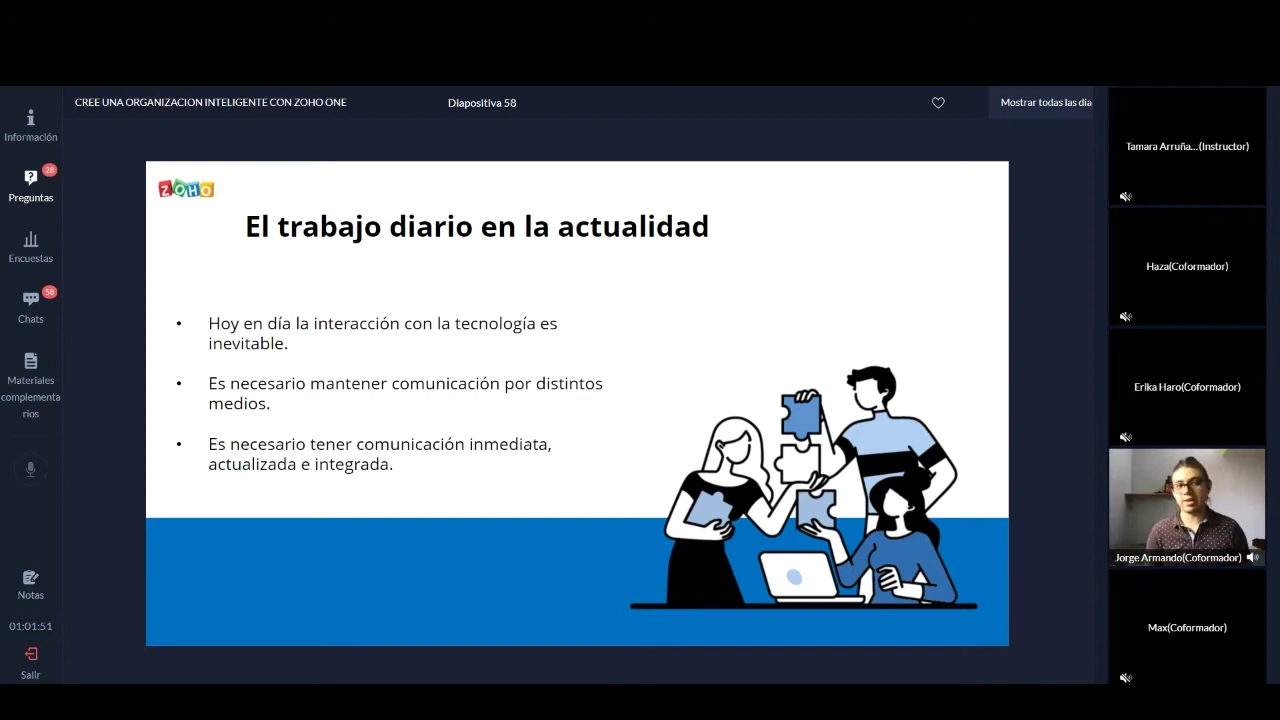 CREE UNA ORGANIZACION INTELIGENTE CON ZOHO ONE
Diapositiva 58
Mostrar todas las dia
Información
28
Preguntas
Encuestas
58
Chats
Materiales
complementa
rios
Notas
01:01:51
Salir
ZOHO
El trabajo diario en la actualidad
• Hoy en día la interacción con la tecnología es
inevitable.
• Es necesario mantener comunicación por distintos
medios.
• Es necesario tener comunicación inmediata,
actualizada e integrada.
Tamara Arruña...(Instructor)
Haza(Coformador)
Erika Haro(Coformador)
Jorge Armando(Coformador)
Max(Coformador)